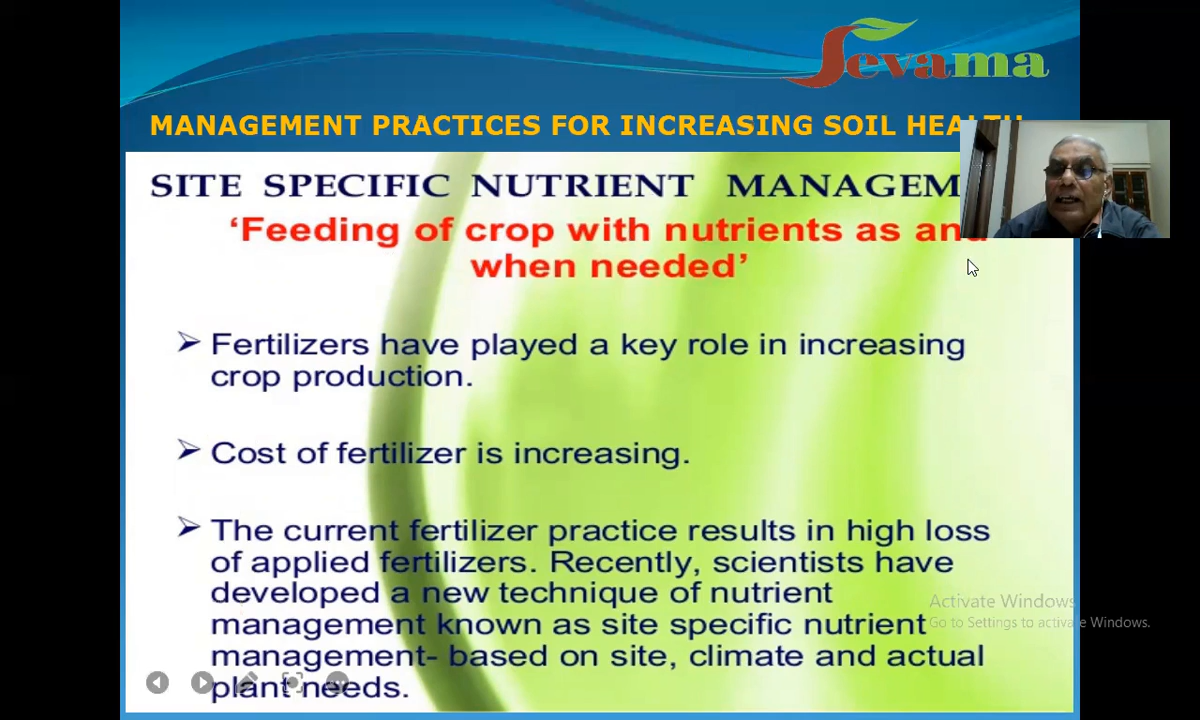 Sevama
MANAGEMENT PRACTICES FOR INCREASING SOIL HEALTH
SITE SPECIFIC NUTRIENT MANAGEM
‘Feeding of crop with nutrients as and
when needed’
➢ Fertilizers have played a key role in increasing
crop production.
➢ Cost of fertilizer is increasing.
➢ The current fertilizer practice results in high loss
of applied fertilizers. Recently, scientists have
developed a new technique of nutrient
management known as site specific nutrient
management- based on site, climate and actual
plant needs.
Activate Windows
Go to Settings to activate Windows.